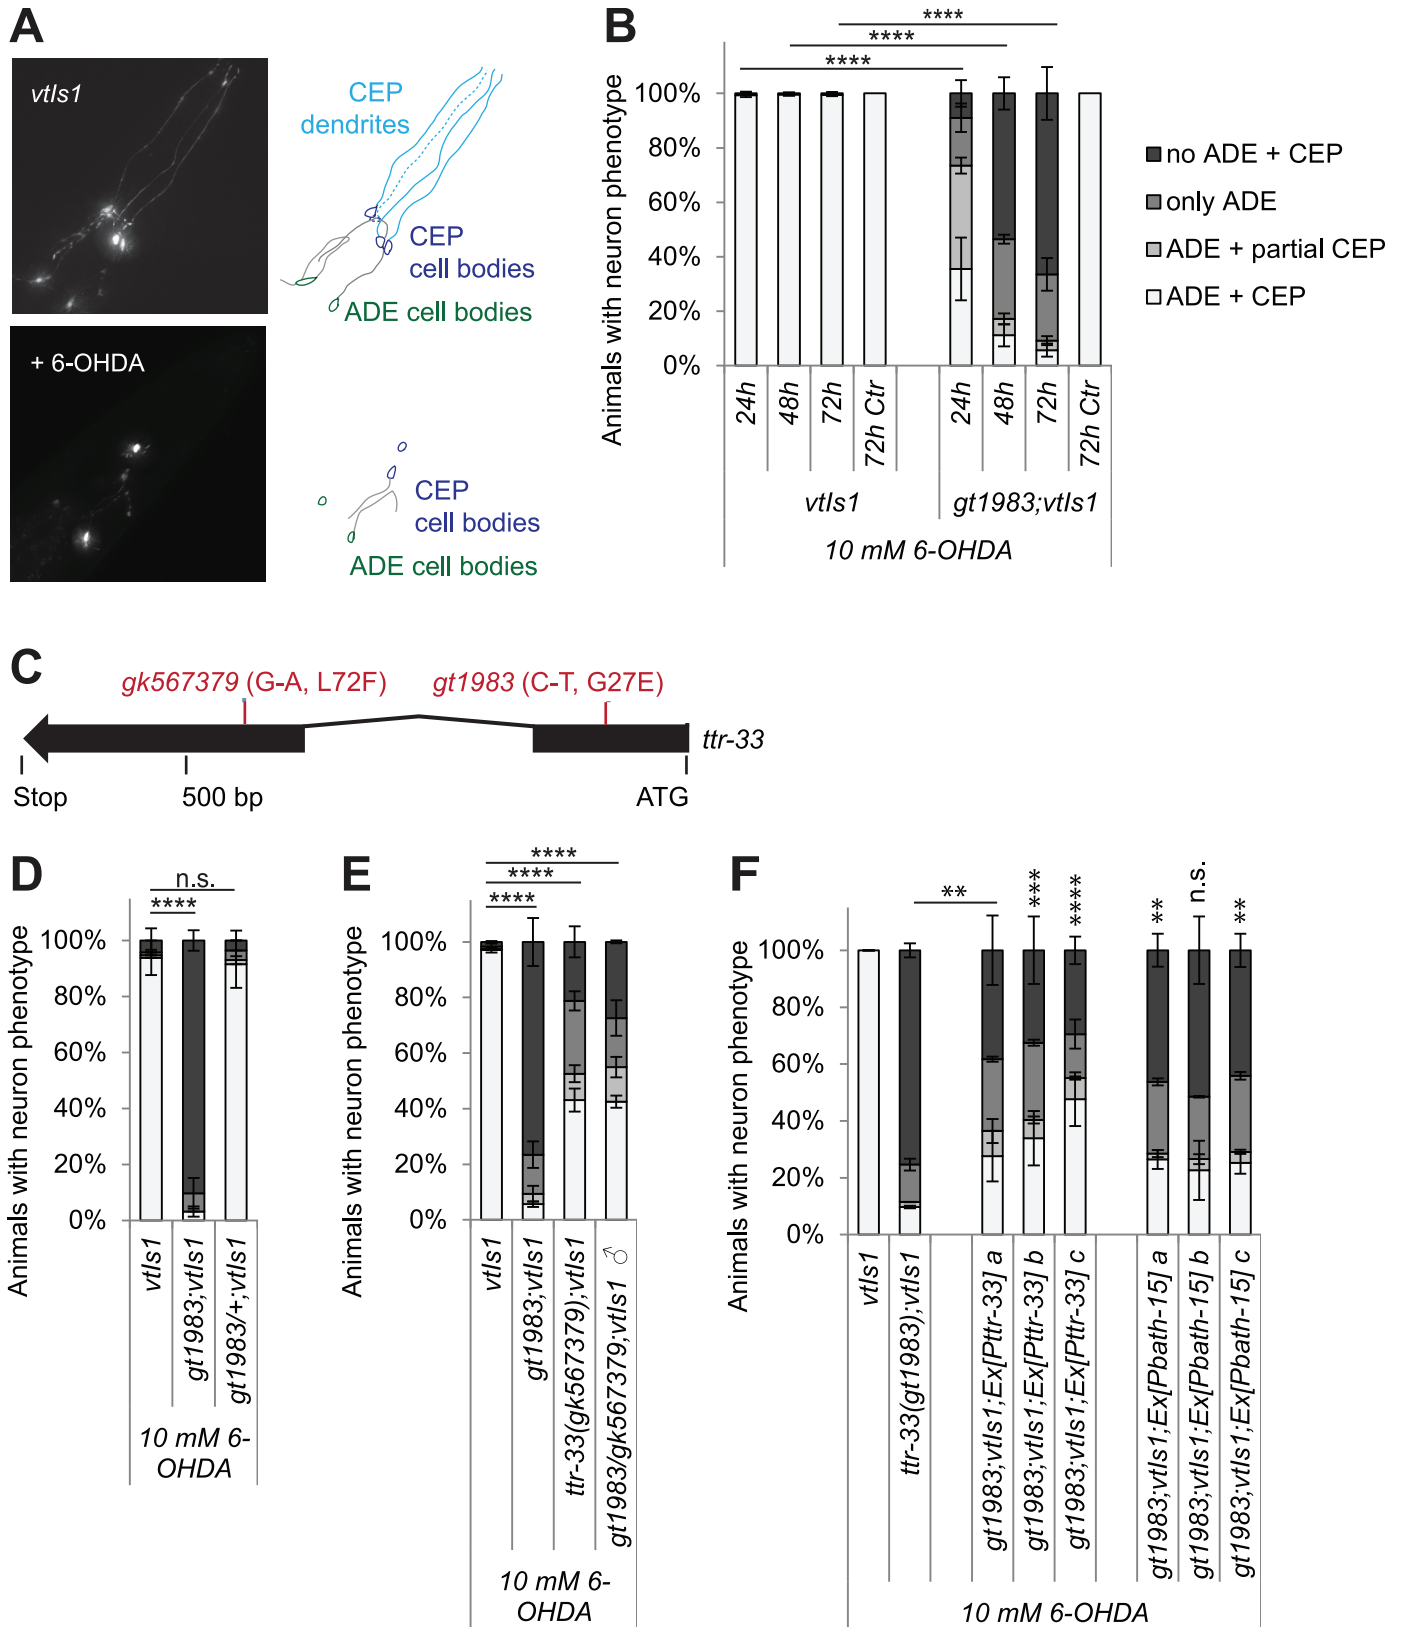 A
vtIs1
CEP
dendrites
CEP
cell bodies
ADE cell bodies
+ 6-OHDA
CEP
cell bodies
ADE cell bodies
B
****
****
****
Animals with neuron phenotype
100%
80%
60%
40%
20%
0%
24h
48h
72h
72h Ctr
24h
48h
72h
72h Ctr
vtIs1
gt1983;vtIs1
10 mM 6-OHDA
no ADE + CEP
only ADE
ADE + partial CEP
ADE + CEP
C
gk567379 (G-A, L72F)
gt1983 (C-T, G27E)
ttr-33
Stop
500 bp
ATG
D
n.s.
****
Animals with neuron phenotype
100%
80%
60%
40%
20%
0%
vtIs1
gt1983;vtIs1
gt1983/+;vtIs1
10 mM 6-
OHDA
E
****
****
****
Animals with neuron phenotype
100%
80%
60%
40%
20%
0%
vtIs1
gt1983;vtIs1
ttr-33(gk567379);vtIs1
gt1983/gk567379;vtIs1 ♂
10 mM 6-
OHDA
F
**
***
****
**
n.s.
**
Animals with neuron phenotype
100%
80%
60%
40%
20%
0%
vtIs1
ttr-33(gt1983);vtIs1
gt1983;vtIs1;Ex[Pttr-33] a
gt1983;vtIs1;Ex[Pttr-33] b
gt1983;vtIs1;Ex[Pttr-33] c
gt1983;vtIs1;Ex[Pbath-15] a
gt1983;vtIs1;Ex[Pbath-15] b
gt1983;vtIs1;Ex[Pbath-15] c
10 mM 6-OHDA